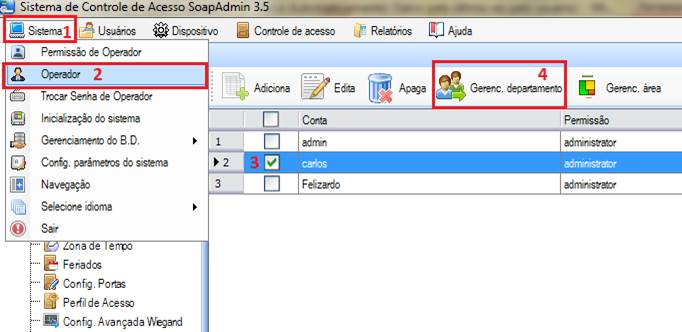 Sistema de Controle de Acesso SoapAdmin 3.5
Sistema 1 Usuários Dispositivo Controle de acesso Relatórios Ajuda
Permissão de Operador
Operador 2
Trocar Senha de Operador
Inicialização do sistema
Gerenciamento do B.D.
Config. parâmetros do sistema
Navegação
Selecione idioma
Sair
Zona de Tempo
Feriados
Config. Portas
Perfil de Acesso
Config. Avançada Wiegand
4
Adiciona Edita Apaga Gerenc. departamento Gerenc. área
Conta Permissão
1 admin administrator
2 3 carlos administrator
3 Felizardo administrator